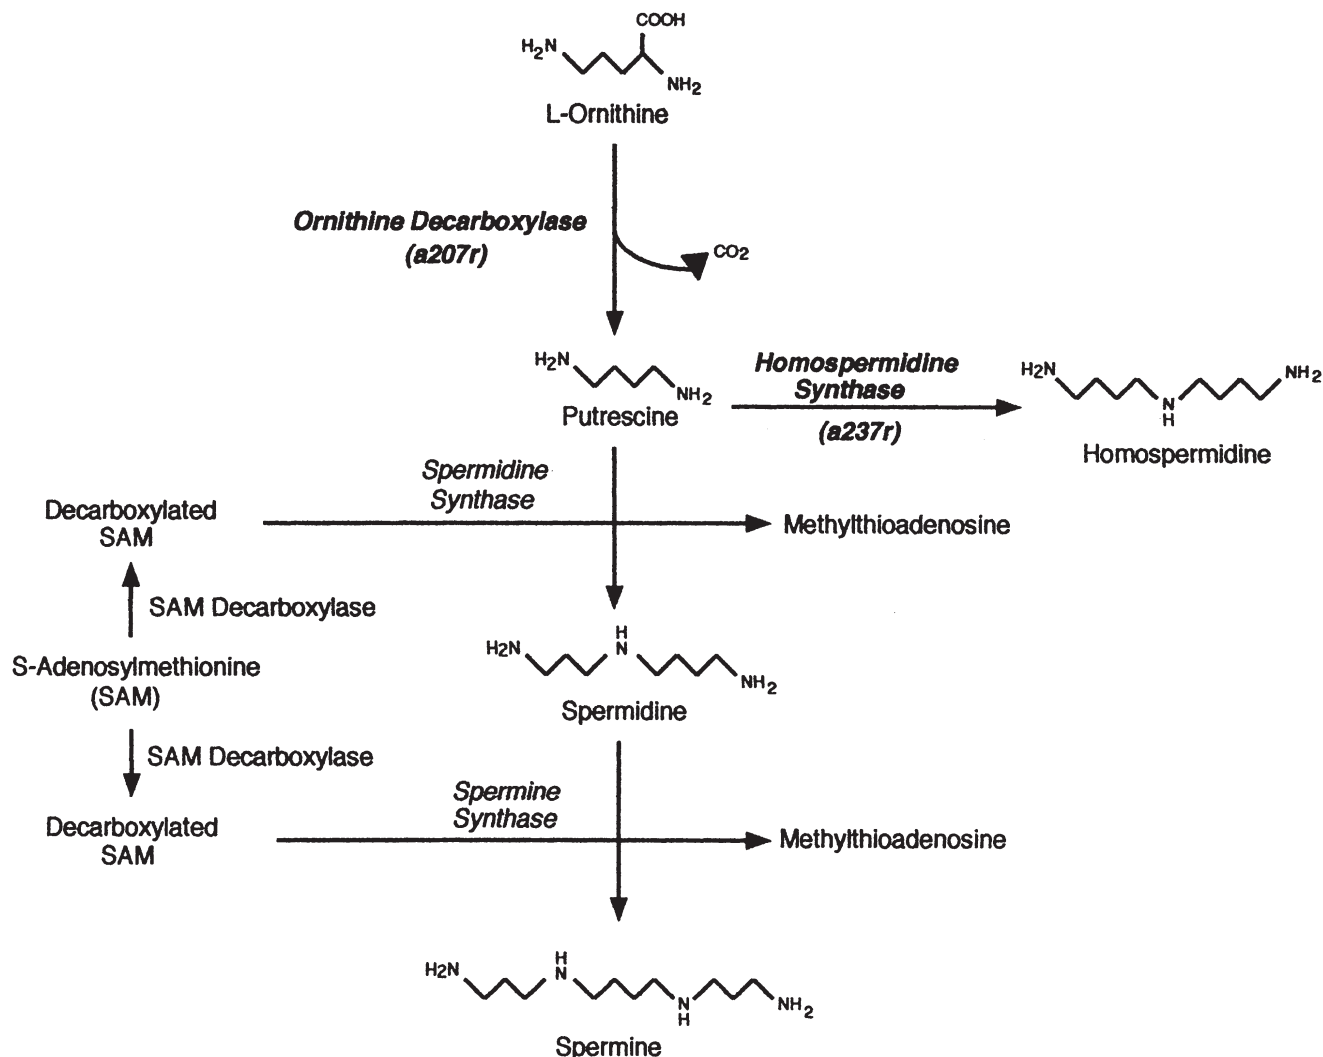 COOH
H2N
NH2
L-Ornithine
Ornithine Decarboxylase
(a207r)
CO2
H2N
NH2
Putrescine
Homospermidine
Synthase
(a237r)
H2N
N
H
NH2
Homospermidine
Spermidine
Synthase
Decarboxylated
SAM
Methylthioadenosine
SAM Decarboxylase
S-Adenosylmethionine
(SAM)
H2N
H
N
NH2
Spermidine
SAM Decarboxylase
Spermine
Synthase
Decarboxylated
SAM
Methylthioadenosine
H2N
H
N
N
H
NH2
Spermine